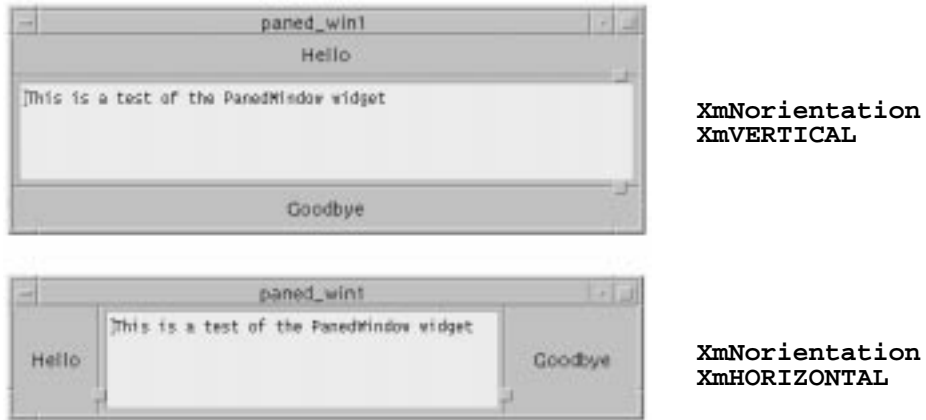 paned_win1
Hello
This is a test of the PanedWindow widget
Goodbye
XmNorientation
XmVERTICAL
paned_win1
Hello
This is a test of the PanedWindow widget
Goodbye
XmNorientation
XmHORIZONTAL